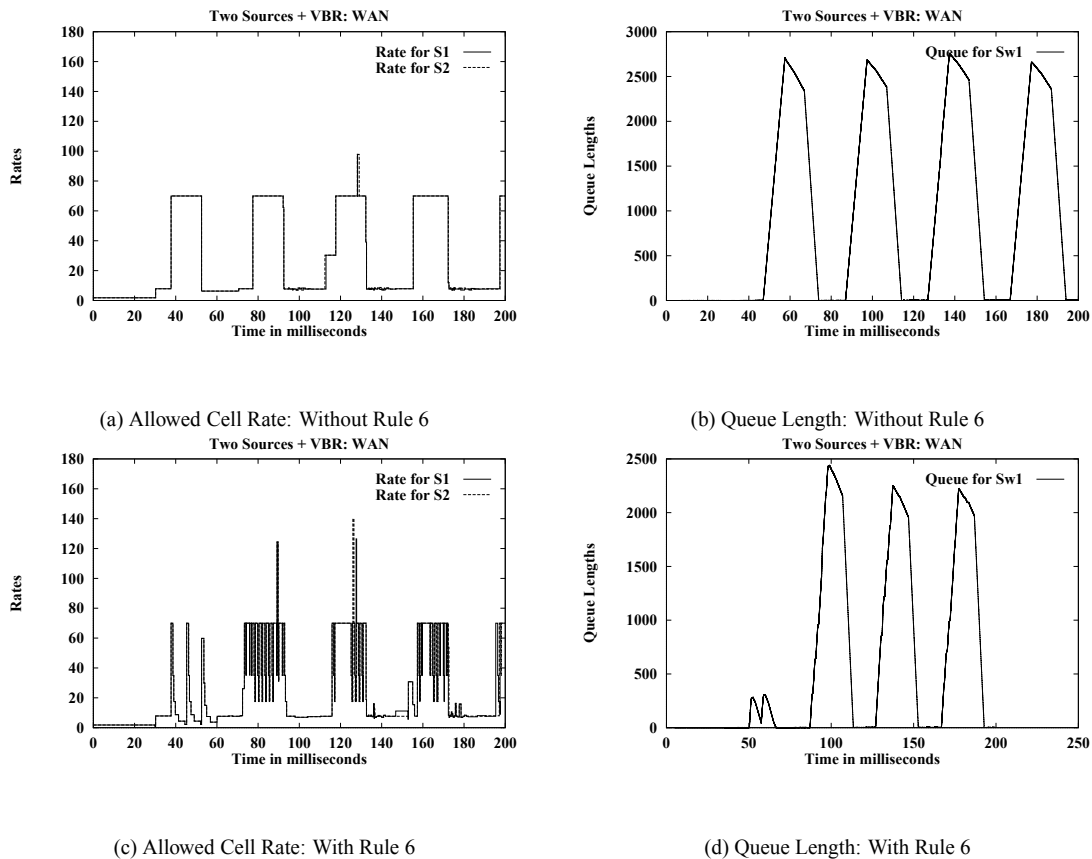 Two Sources + VBR: WAN
180
160
140
120
100
80
60
40
20
0
Rates
Rate for S1
Rate for S2
0 20 40 60 80 100 120 140 160 180 200
Time in milliseconds
(a) Allowed Cell Rate: Without Rule 6
Two Sources + VBR: WAN
3000
2500
2000
1500
1000
500
0
Queue Lengths
Queue for Sw1
0 20 40 60 80 100 120 140 160 180 200
Time in milliseconds
(b) Queue Length: Without Rule 6
Two Sources + VBR: WAN
180
160
140
120
100
80
60
40
20
0
Rates
Rate for S1
Rate for S2
0 20 40 60 80 100 120 140 160 180 200
Time in milliseconds
(c) Allowed Cell Rate: With Rule 6
Two Sources + VBR: WAN
2500
2000
1500
1000
500
0
Queue Lengths
Queue for Sw1
0 50 100 150 200 250
Time in milliseconds
(d) Queue Length: With Rule 6